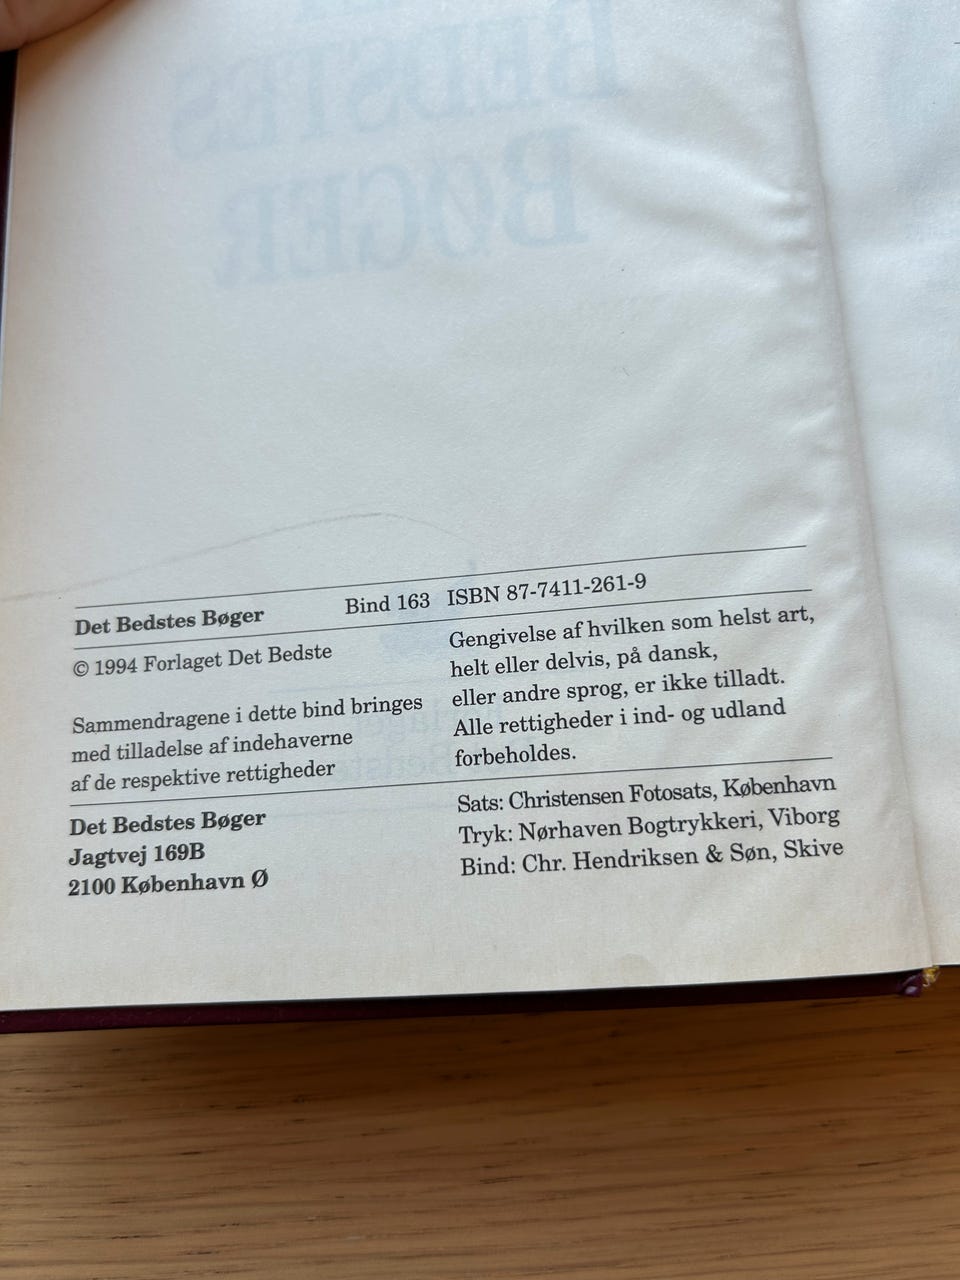 BEDSTES
BØGER
Det Bedstes Bøger Bind 163 ISBN 87-7411-261-9
© 1994 Forlaget Det Bedste
Sammendragene i dette bind bringes
med tilladelse af indehaverne
af de respektive rettigheder
Gengivelse af hvilken som helst art,
helt eller delvis, på dansk,
eller andre sprog, er ikke tilladt.
Alle rettigheder i ind- og udland
forbeholdes.
Det Bedstes Bøger
Jagtvej 169B
2100 København Ø
Sats: Christensen Fotosats, København
Tryk: Nørhaven Bogtrykkeri, Viborg
Bind: Chr. Hendriksen & Søn, Skive